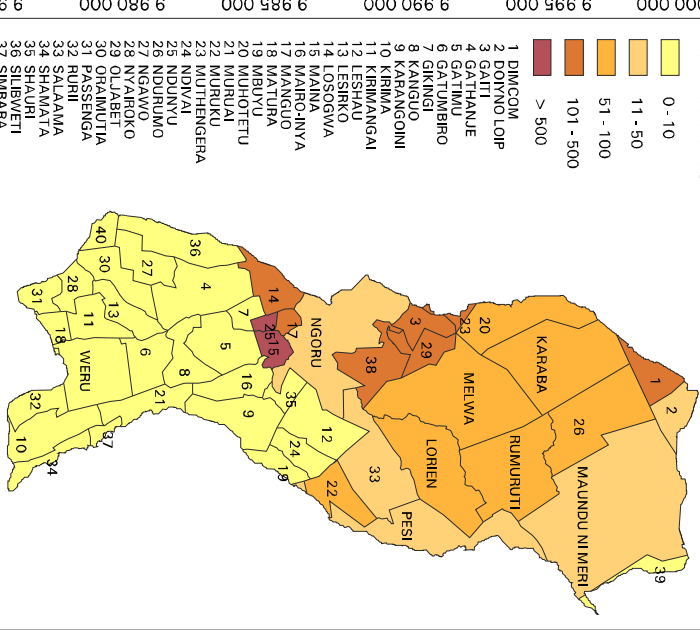 9 980 000
9 985 000
9 990 000
9 995 000
000 000
0 - 10
11 - 50
51 - 100
101 - 500
> 500
1 DIMCOM
2 DOIYNO LOIP
3 GAITI
4 GATHANJE
5 GATIMU
6 GATUMBIRO
7 GIKINGI
8 KANGUO
9 KARANGOINI
10 KIRIMA
11 KIRIMANGAI
12 LESHAU
13 LESIRKO
14 LOSOGWA
15 MAINA
16 MAIRO-INYA
17 MANGUO
18 MATURA
19 MBUYU
20 MUHOTETU
21 MURUAI
22 MURUKU
23 MUTHENGERA
24 NDIVAI
25 NDUNYU
26 NDURUMO
27 NGAWO
28 NYAIROKO
29 OLJABET
30 ORAIMUTIA
31 PASSENGA
32 RURII
33 SALAAMA
34 SHAMATA
35 SHAURI
36 SILIBWETI
37 SIMBARA
1
2
39
MAUNDU NI MERI
26
KARABA
RUMURUTI
20
23
MELWA
LORIEN
3
29
38
PESI
33
NGORU
22
12
17
14
25
15
35
24
19
7
16
9
5
4
36
8
21
27
6
13
30
40
WERU
11
28
18
37
31
32
34
10